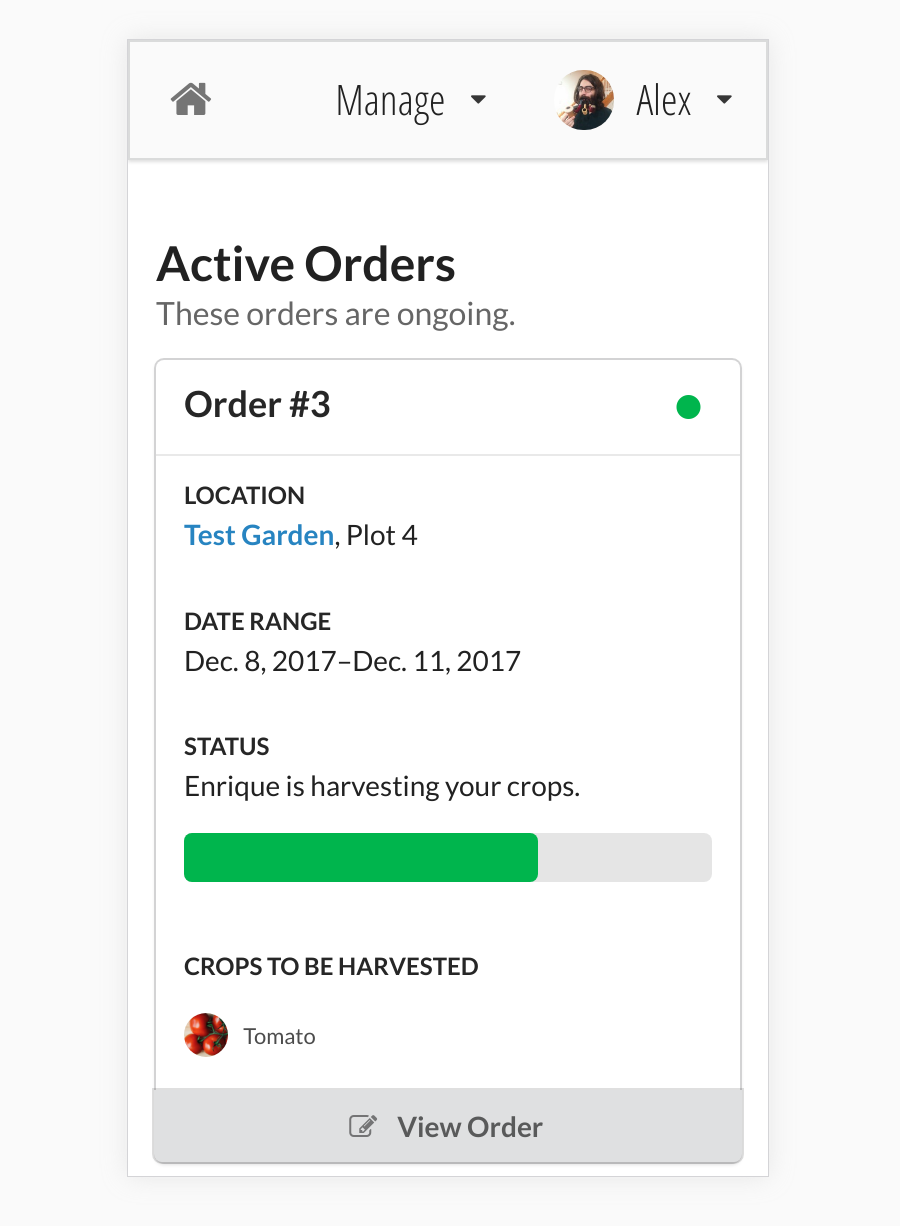 Manage Alex
Active Orders
These orders are ongoing.
Order #3
LOCATION
Test Garden, Plot 4
DATE RANGE
Dec. 8, 2017–Dec. 11, 2017
STATUS
Enrique is harvesting your crops.
CROPS TO BE HARVESTED
Tomato
View Order